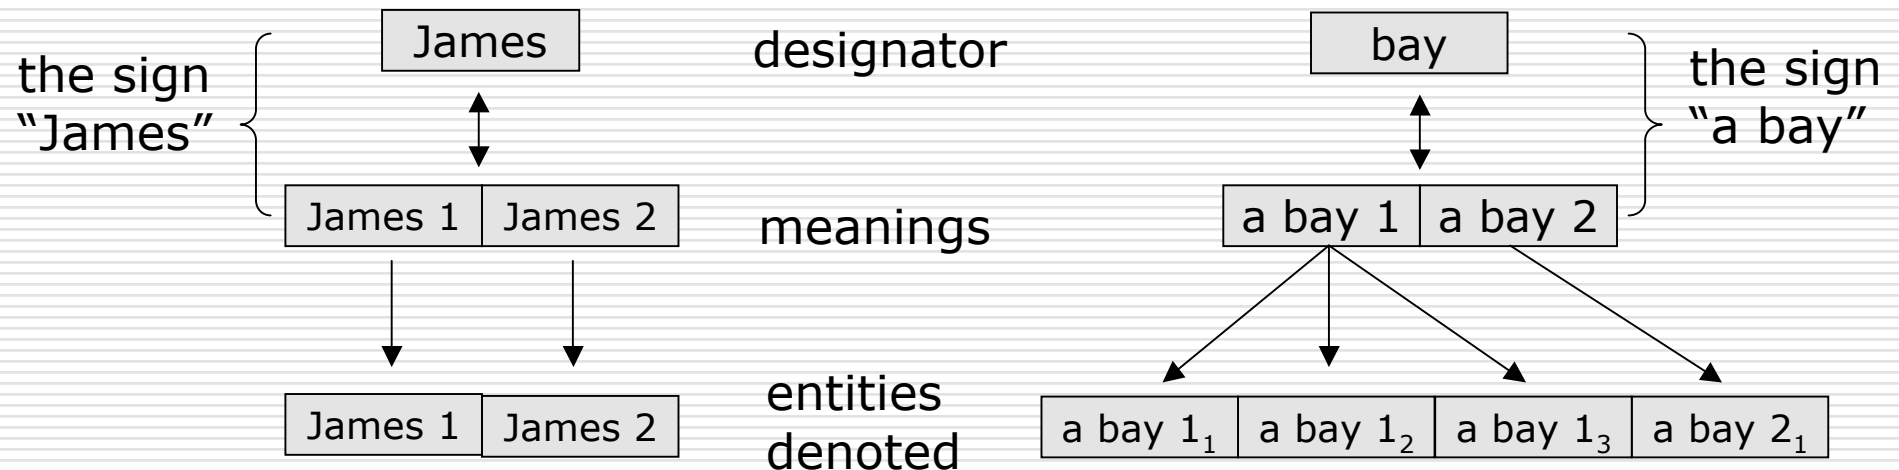 James
designator
bay
the sign
“James”
the sign
“a bay”
James 1
James 2
meanings
a bay 1
a bay 2
entities
denoted
James 1
James 2
a bay 1₁
a bay 1₂
a bay 1₃
a bay 2₁